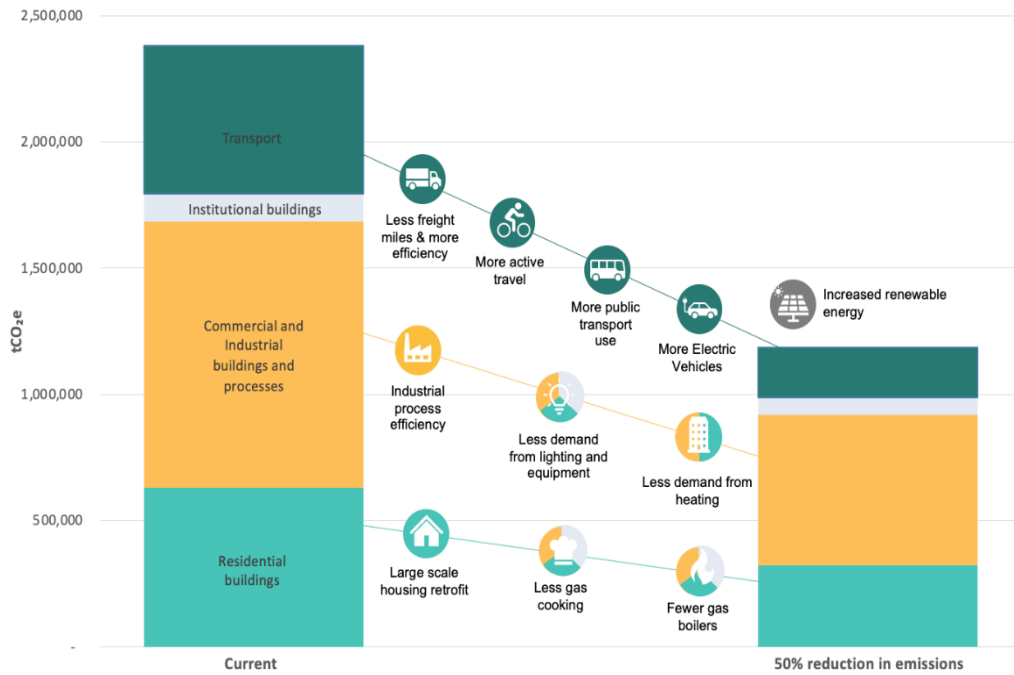 2,500,000
2,000,000
1,500,000
1,000,000
500,000
-
tCO₂e
Transport
Institutional buildings
Commercial and
Industrial
buildings and
processes
Residential
buildings
Less freight
miles & more
efficiency
More active
travel
More public
transport
use
More Electric
Vehicles
Increased renewable
energy
Industrial
process
efficiency
Less demand
from lighting and
equipment
Less demand from
heating
Large scale
housing retrofit
Less gas
cooking
Fewer gas
boilers
Current
50% reduction in emissions